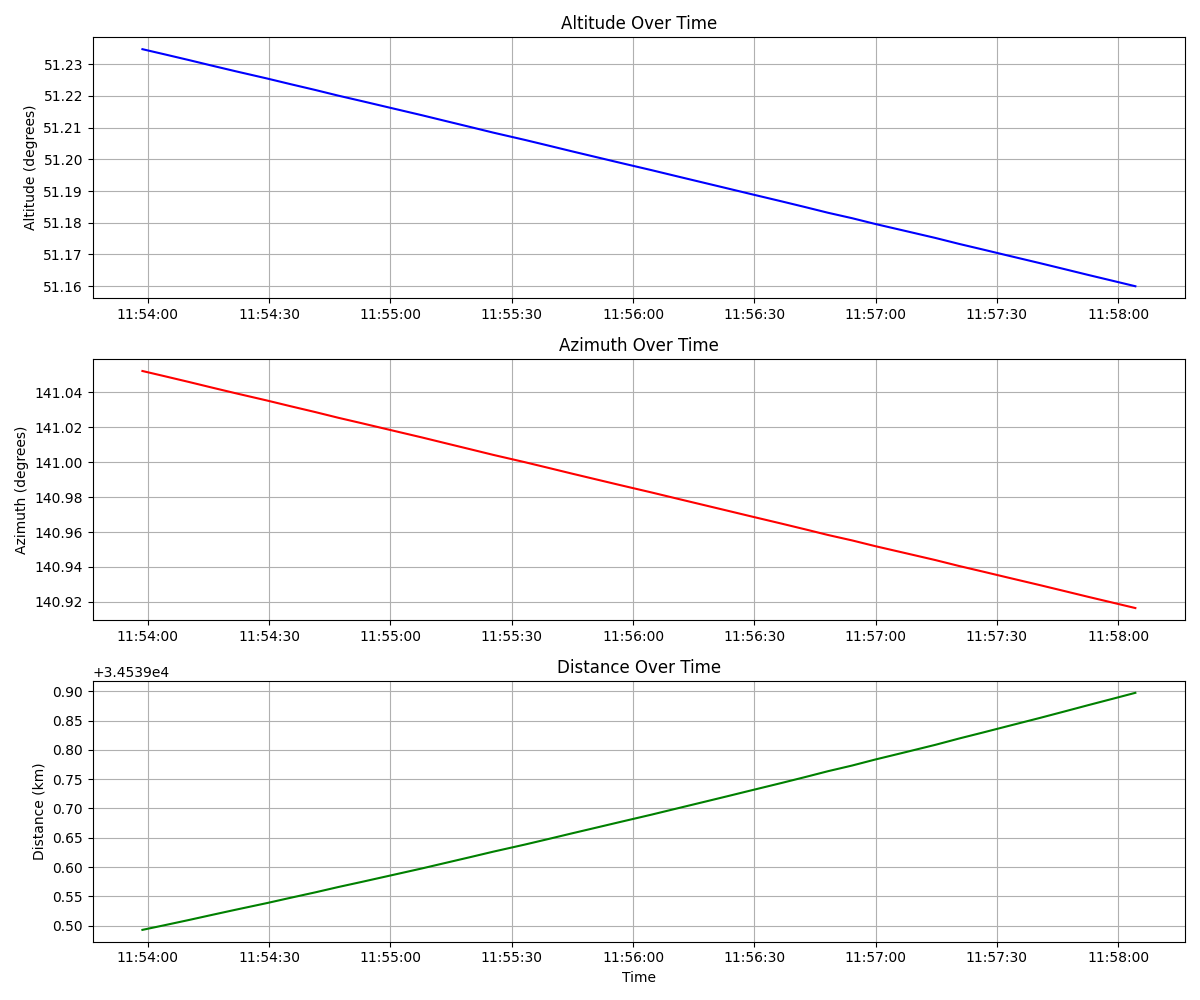 Altitude Over Time
Altitude (degrees)
51.23
51.22
51.21
51.20
51.19
51.18
51.17
51.16
11:54:00 11:54:30 11:55:00 11:55:30 11:56:00 11:56:30 11:57:00 11:57:30 11:58:00
Azimuth Over Time
Azimuth (degrees)
141.04
141.02
141.00
140.98
140.96
140.94
140.92
11:54:00 11:54:30 11:55:00 11:55:30 11:56:00 11:56:30 11:57:00 11:57:30 11:58:00
Distance Over Time
+3.4539e4
Distance (km)
0.90
0.85
0.80
0.75
0.70
0.65
0.60
0.55
0.50
11:54:00 11:54:30 11:55:00 11:55:30 11:56:00 11:56:30 11:57:00 11:57:30 11:58:00
Time